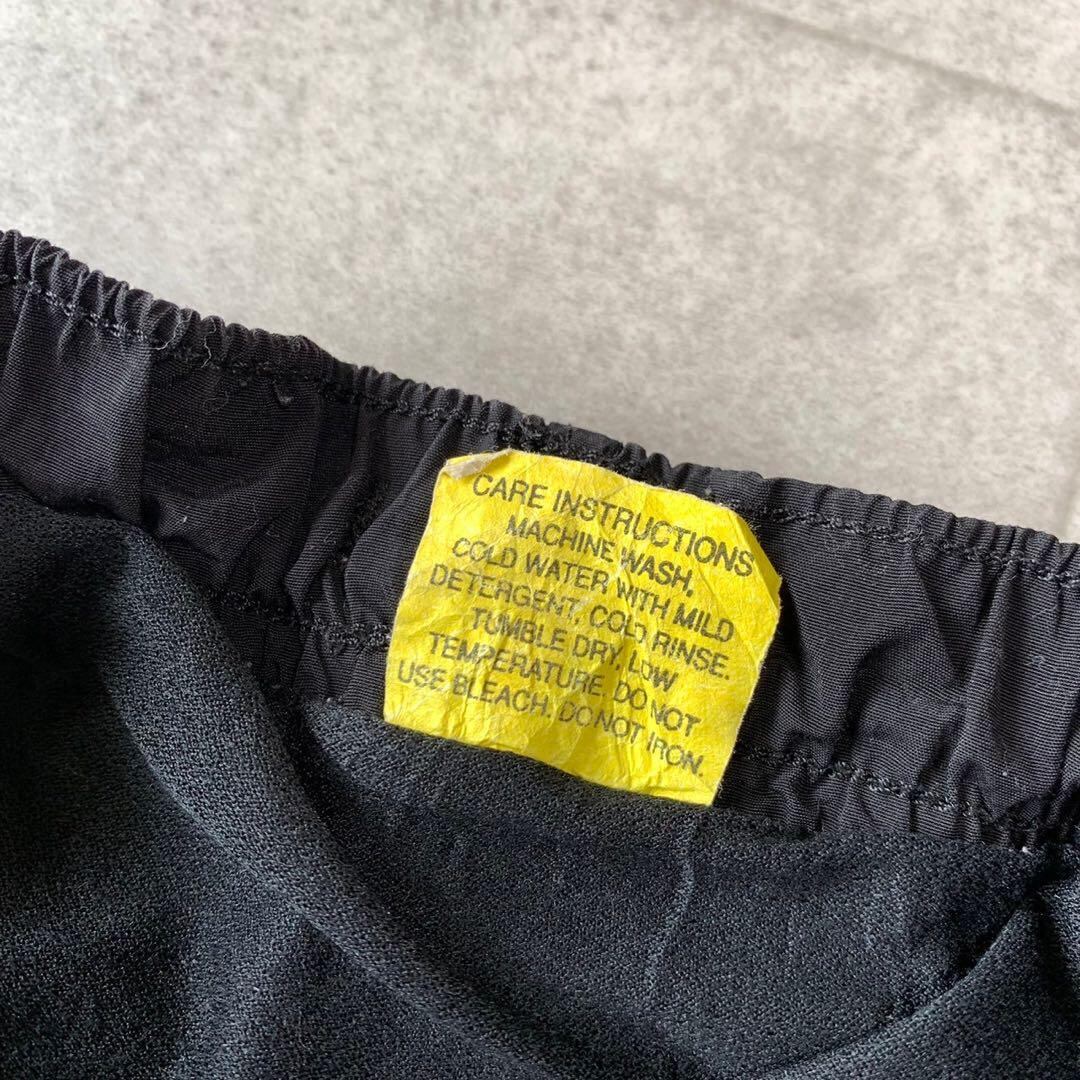 CARE INSTRUCTIONS
MACHINE WASH,
COLD WATER WITH MILD
DETERGENT, COLD RINSE.
TUMBLE DRY, LOW
TEMPERATURE. DO NOT
USE BLEACH. DO NOT IRON.